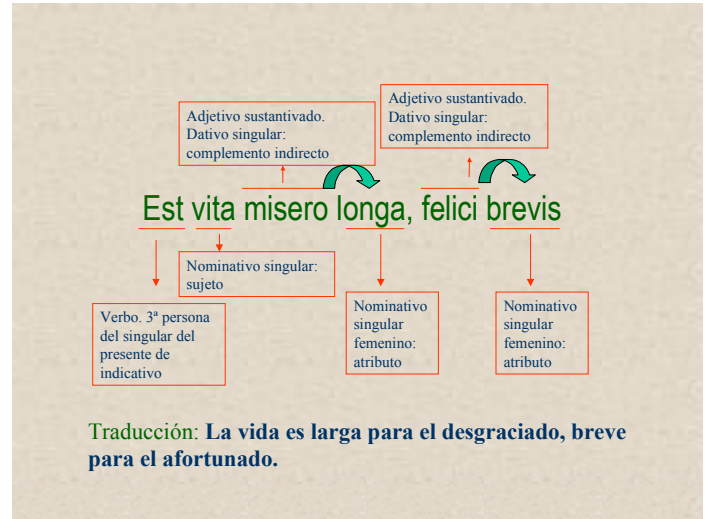 Adjetivo sustantivado.
Dativo singular:
complemento indirecto
Adjetivo sustantivado.
Dativo singular:
complemento indirecto
Est vita misero longa, felici brevis
Nominativo singular:
sujeto
Verbo. 3ª persona
del singular del
presente de
indicativo
Nominativo
singular
femenino:
atributo
Nominativo
singular
femenino:
atributo
Traducción: La vida es larga para el desgraciado, breve
para el afortunado.